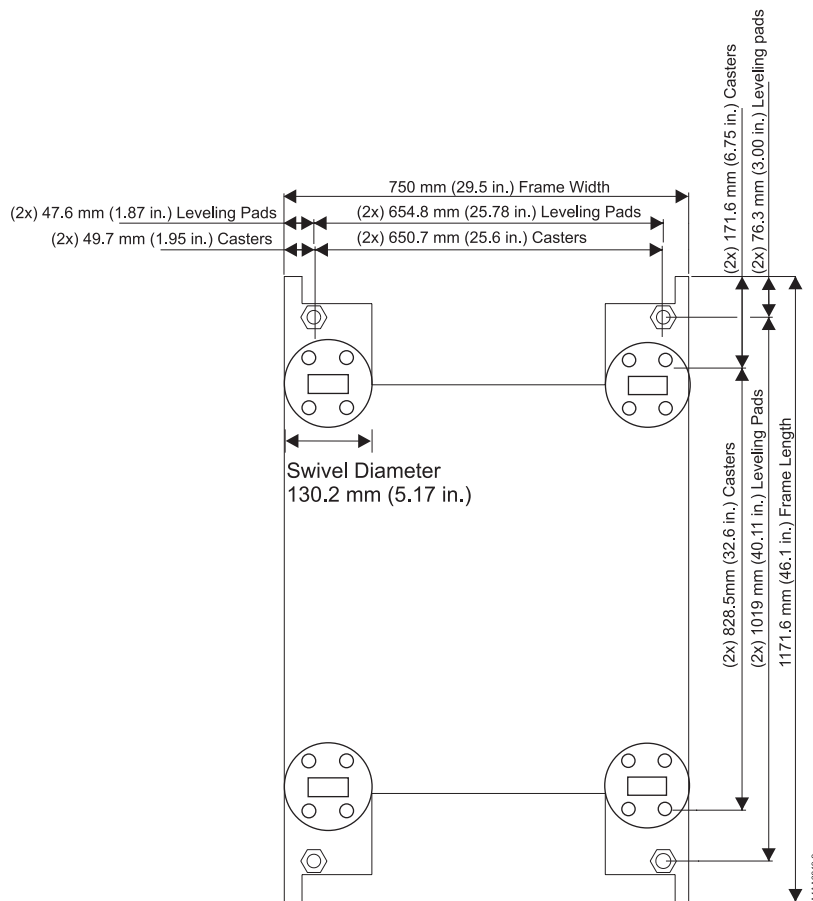 750 mm (29.5 in.) Frame Width
(2x) 47.6 mm (1.87 in.) Leveling Pads
(2x) 654.8 mm (25.78 in.) Leveling Pads
(2x) 49.7 mm (1.95 in.) Casters
(2x) 650.7 mm (25.6 in.) Casters
(2x) 171.6 mm (6.75 in.) Casters
(2x) 76.3 mm (3.00 in.) Leveling pads
Swivel Diameter
130.2 mm (5.17 in.)
(2x) 828.5mm (32.6 in.) Casters
(2x) 1019 mm (40.11 in.) Leveling Pads
1171.6 mm (46.1 in.) Frame Length